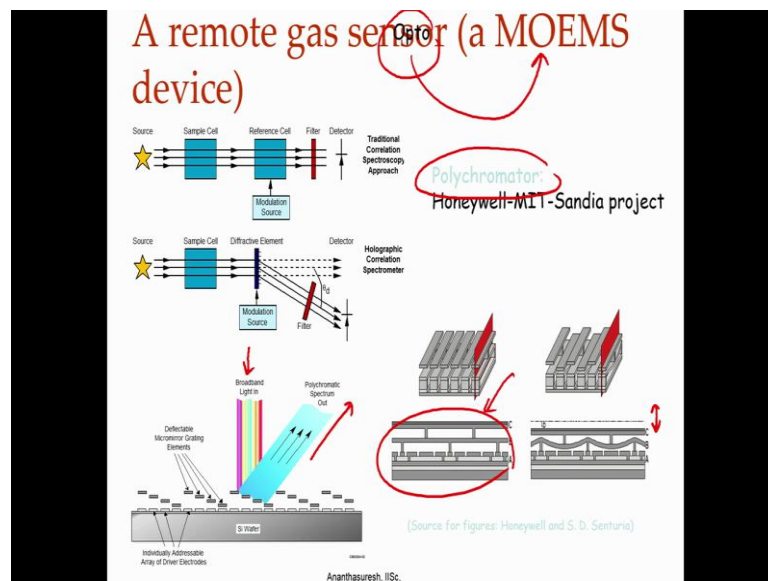 A remote gas sensor (a MOEMS
device)
Opto
Source
Sample Cell
Reference Cell
Filter
Detector
Traditional
Correlation
Spectroscopy
Approach
Modulation
Source
Polychromator:
Honeywell-MIT-Sandia project
Source
Sample Cell
Diffractive Element
Detector
Holographic
Correlation
Spectrometer
θd
Modulation
Source
Filter
Broadband
Light In
Polychromatic
Spectrum
Out
Deflectable
Micromirror Grating
Elements
Si Wafer
Individually Addressable
Array of Driver Electrodes
C
B
A
C
B
A
(Source for figures: Honeywell and S. D. Senturia)
Ananthasuresh, IISc.